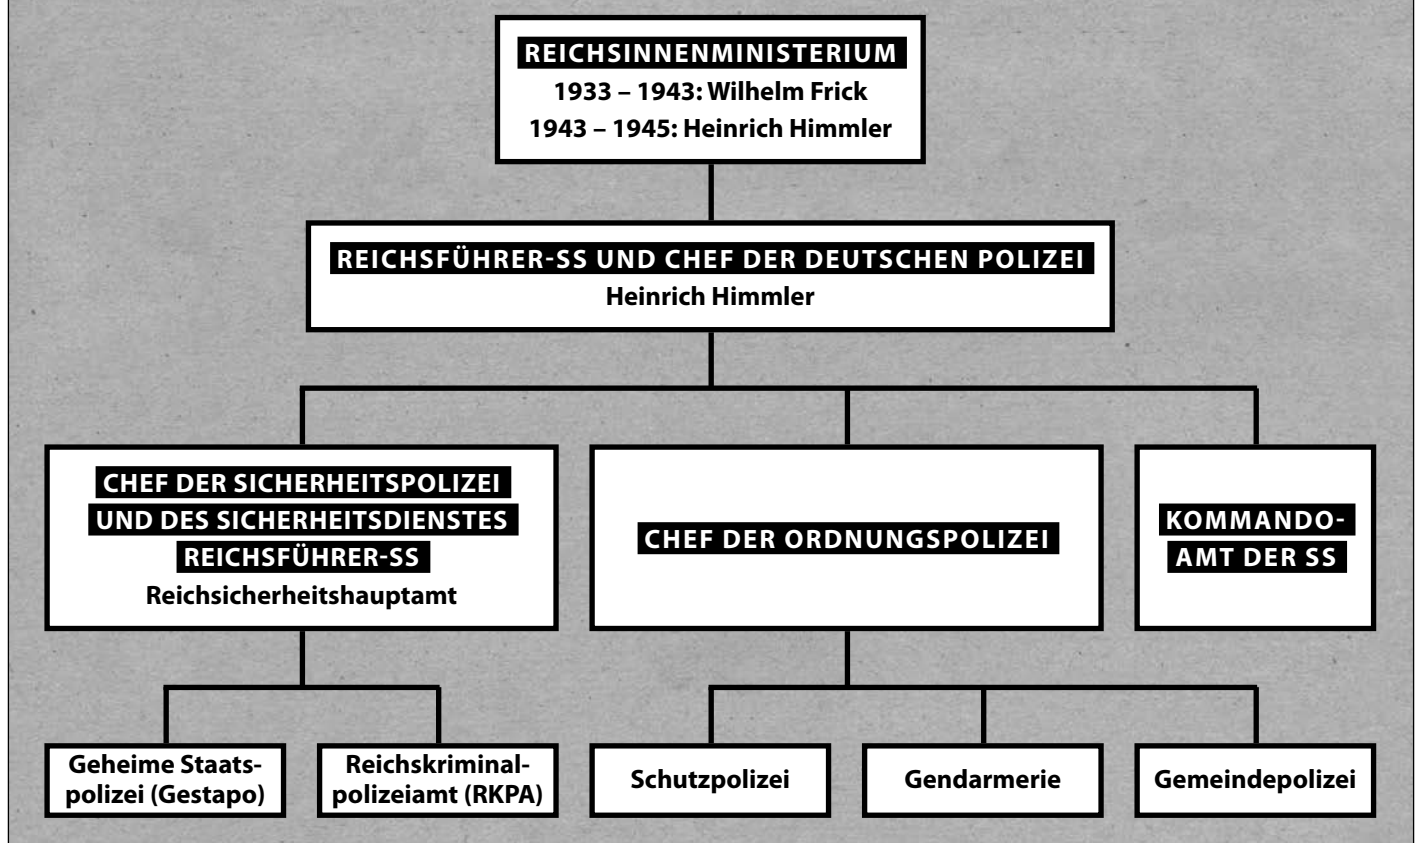 REICHSINNENMINISTERIUM
1933 – 1943: Wilhelm Frick
1943 – 1945: Heinrich Himmler
REICHSFÜHRER-SS UND CHEF DER DEUTSCHEN POLIZEI
Heinrich Himmler
CHEF DER SICHERHEITSPOLIZEI
UND DES SICHERHEITSDIENSTES
REICHSFÜHRER-SS
Reichsicherheitshauptamt
CHEF DER ORDNUNGSPOLIZEI
KOMMANDO-
AMT DER SS
Geheime Staats-
polizei (Gestapo)
Reichskriminal-
polizeiamt (RKPA)
Schutzpolizei
Gendarmerie
Gemeindepolizei